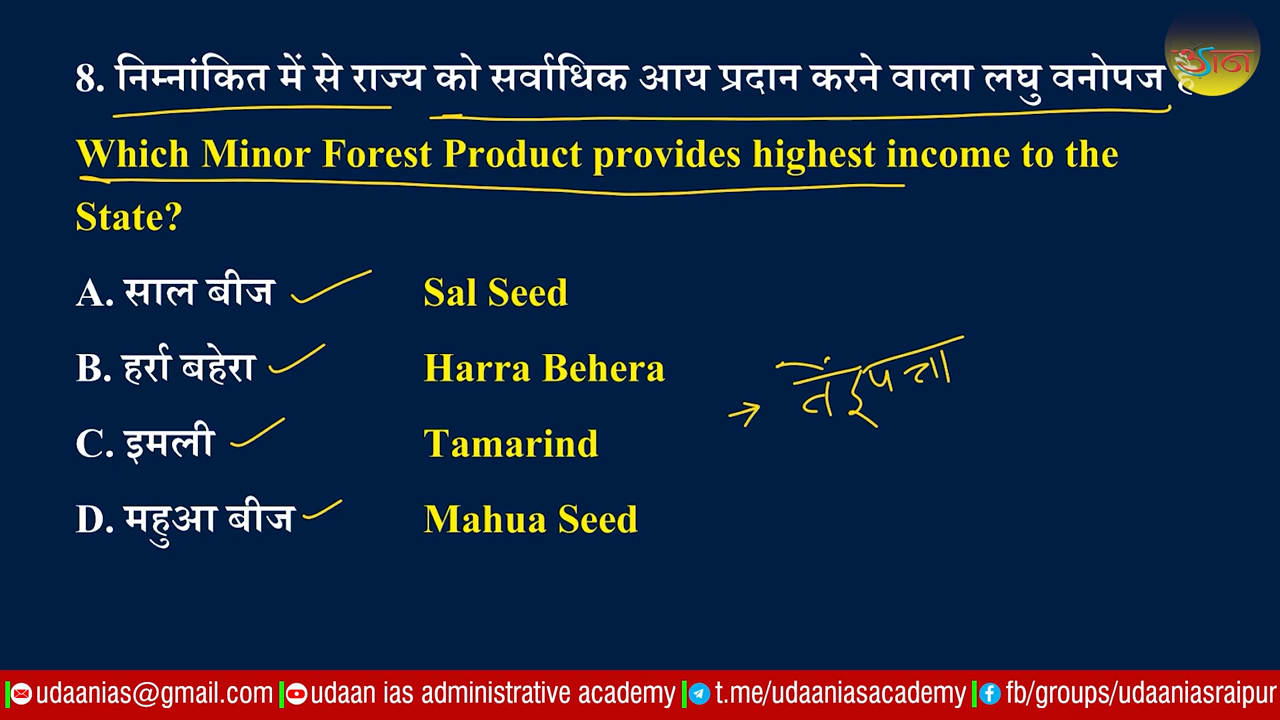 उड़ान
8. निम्नांकित में से राज्य को सर्वाधिक आय प्रदान करने वाला लघु वनोपज है
Which Minor Forest Product provides highest income to the
State?
A. साल बीज Sal Seed
B. हर्रा बहेरा Harra Behera
C. इमली Tamarind
D. महुआ बीज Mahua Seed
→ तेंदूपत्ता
udaanias@gmail.com udaan ias administrative academy t.me/udaaniasacademy fb/groups/udaaniasraipur